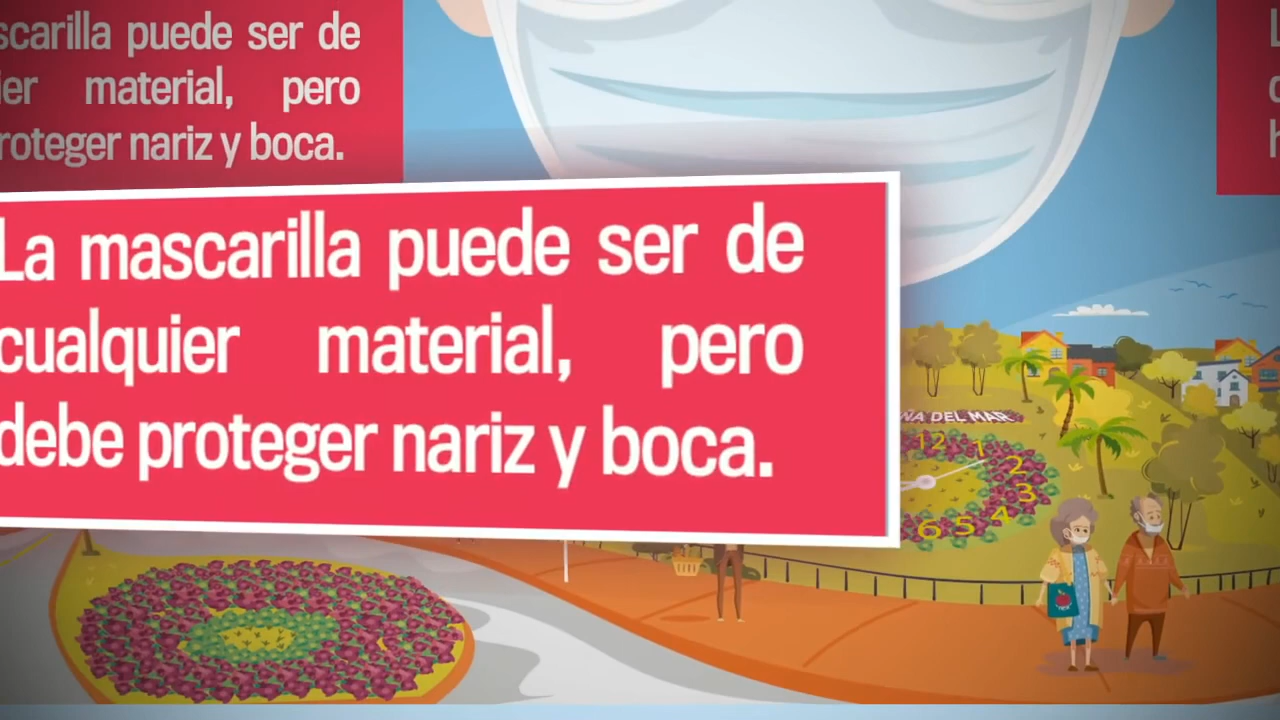 scarilla puede ser de
ier material, pero
roteger nariz y boca.
La mascarilla puede ser de
cualquier material, pero
debe proteger nariz y boca.
ÑA DEL MAR
12
1
2
3
4
5
6